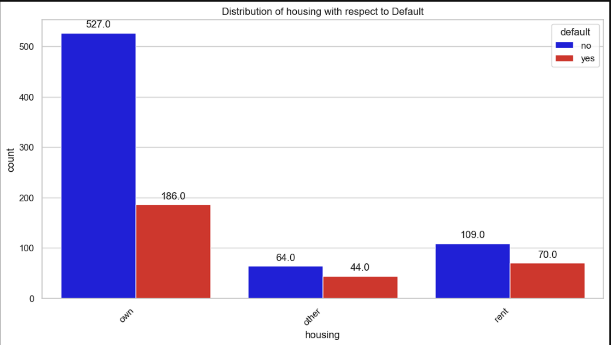 Distribution of housing with respect to Default
527.0
default
no
yes
500
400
300
200
100
0
count
186.0
64.0
44.0
109.0
70.0
own
other
rent
housing